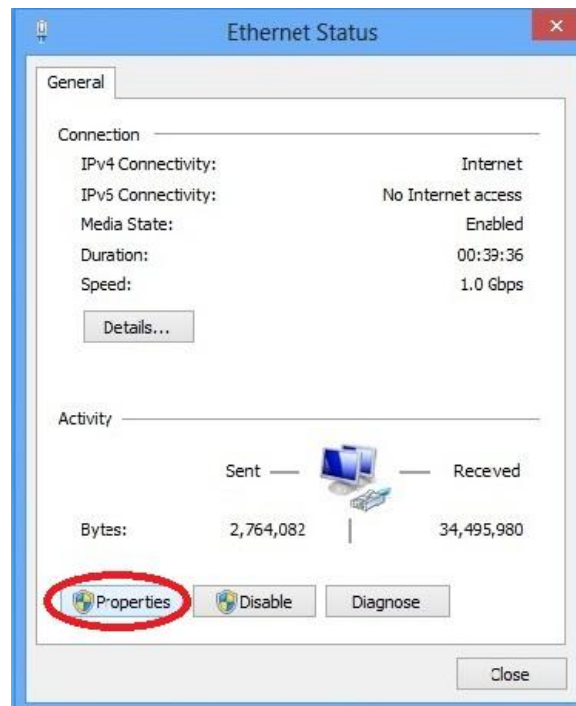 Ethernet Status
General
Connection
IPv4 Connectivity: Internet
IPv6 Connectivity: No Internet access
Media State: Enabled
Duration: 00:39:36
Speed: 1.0 Gbps
Details...
Activity
Sent — — Received
Bytes: 2,764,082 | 34,495,980
Properties Disable Diagnose
Close